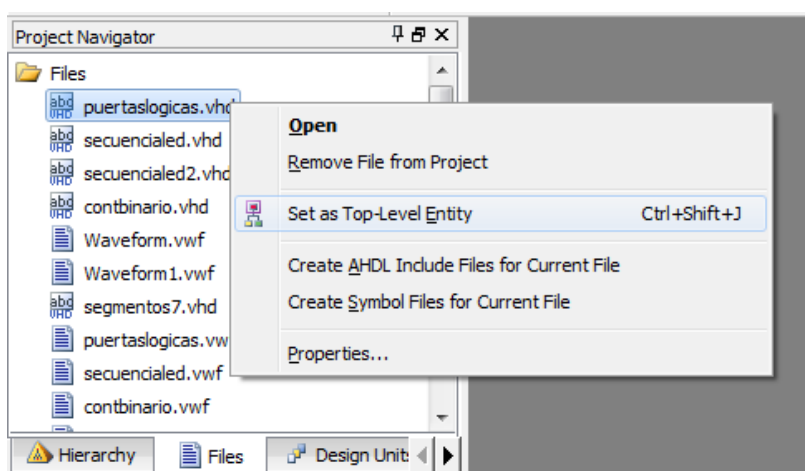 Project Navigator
Files
puertaslogicas.vhd
secuencialed.vhd
secuencialed2.vhd
contbinario.vhd
Waveform.vwf
Waveform1.vwf
segmentos7.vhd
puertaslogicas.vw
secuencialed.vwf
contbinario.vwf
Open
Remove File from Project
Set as Top-Level Entity Ctrl+Shift+J
Create AHDL Include Files for Current File
Create Symbol Files for Current File
Properties...
Hierarchy Files Design Units